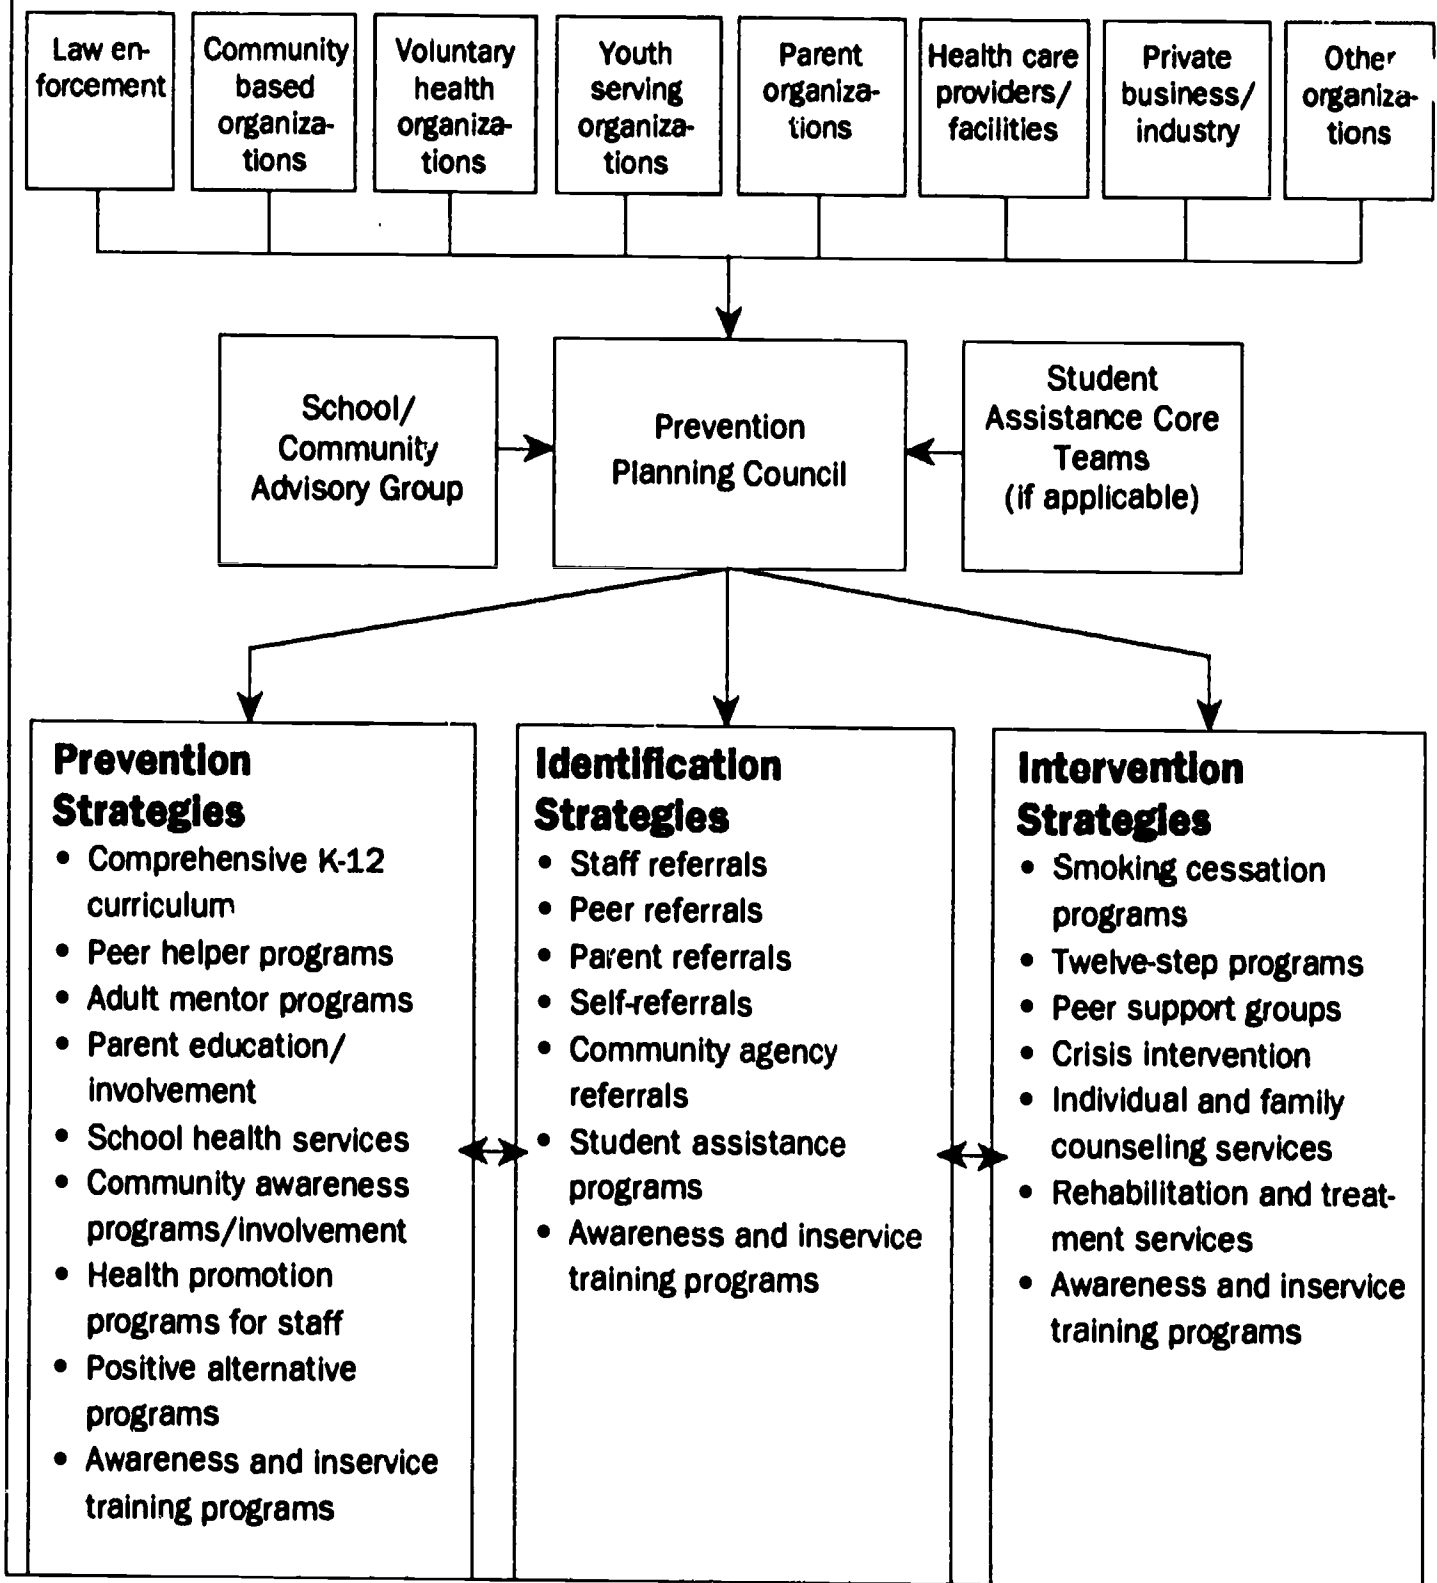 Law en-
forcement
Community
based
organiza-
tions
Voluntary
health
organiza-
tions
Youth
serving
organiza-
tions
Parent
organiza-
tions
Health care
providers/
facilities
Private
business/
industry
Other
organiza-
tions
School/
Community
Advisory Group
Prevention
Planning Council
Student
Assistance Core
Teams
(if applicable)
Prevention
Strategies
• Comprehensive K-12
curriculum
• Peer helper programs
• Adult mentor programs
• Parent education/
involvement
• School health services
• Community awareness
programs/involvement
• Health promotion
programs for staff
• Positive alternative
programs
• Awareness and inservice
training programs
Identification
Strategies
• Staff referrals
• Peer referrals
• Parent referrals
• Self-referrals
• Community agency
referrals
• Student assistance
programs
• Awareness and inservice
training programs
Intervention
Strategies
• Smoking cessation
programs
• Twelve-step programs
• Peer support groups
• Crisis intervention
• Individual and family
counseling services
• Rehabilitation and treat-
ment services
• Awareness and inservice
training programs